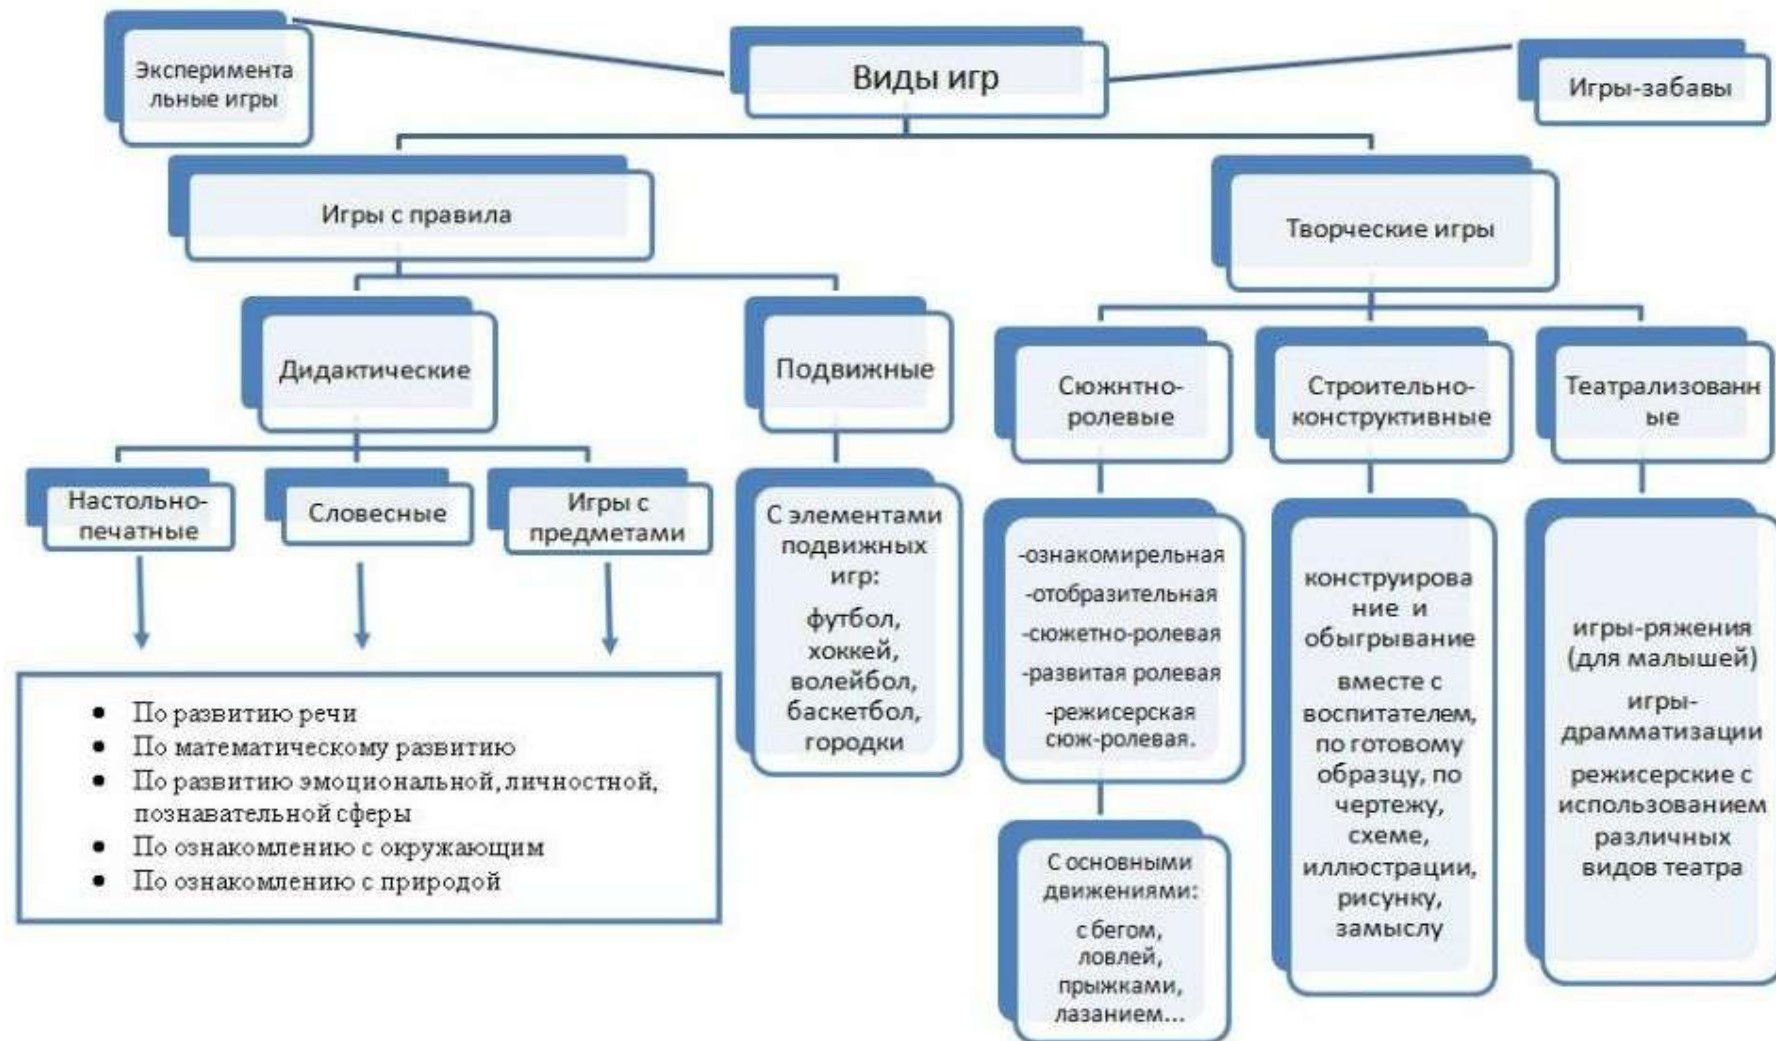 Эксперимента
льные игры
Виды игр
Игры-забавы
Игры с правила
Творческие игры
Дидактические
Подвижные
Сюжнтно-
ролевые
Строительно-
конструктивные
Театрализованн
ые
Настольно-
печатные
Словесные
Игры с
предметами
С элементами
подвижных
игр:
футбол,
хоккей,
волейбол,
баскетбол,
городки
-ознакомирельная
-отобразительная
-сюжетно-ролевая
-развитая ролевая
-режисерская
сюж-ролевая.
конструирова
ние и
обыгрывание
вместе с
воспитателем,
по готовому
образцу, по
чертежу,
схеме,
иллюстрации,
рисунку,
замыслу
игры-ряжения
(для малышей)
игры-
драмматизации
режисерские с
использованием
различных
видов театра
• По развитию речи
• По математическому развитию
• По развитию эмоциональной, личностной,
познавательной сферы
• По ознакомлению с окружающим
• По ознакомлению с природой
С основными
движениями:
с бегом,
ловлей,
прыжками,
лазанием...